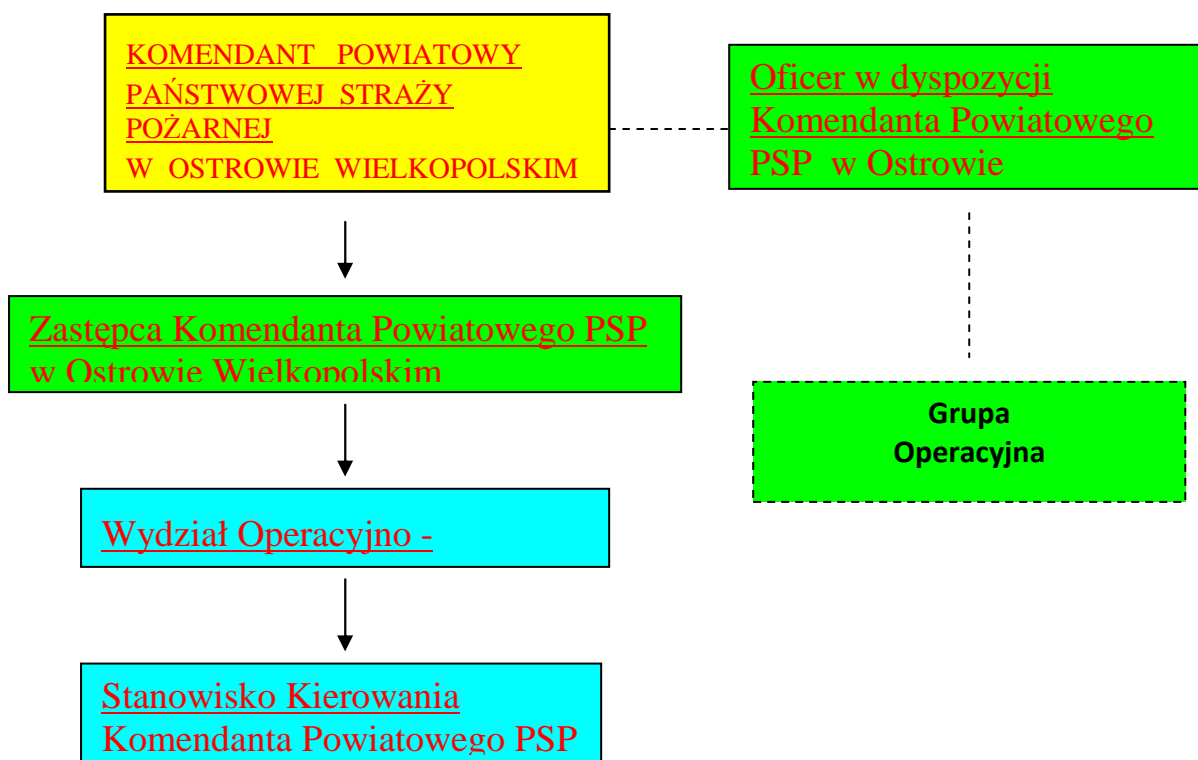 KOMENDANT POWIATOWY
PAŃSTWOWEJ STRAŻY
POŻARNEJ
W OSTROWIE WIELKOPOLSKIM
Oficer w dyspozycji
Komendanta Powiatowego
PSP w Ostrowie
Zastępca Komendanta Powiatowego PSP
w Ostrowie Wielkopolskim
Grupa
Operacyjna
Wydział Operacyjno -
Stanowisko Kierowania
Komendanta Powiatowego PSP